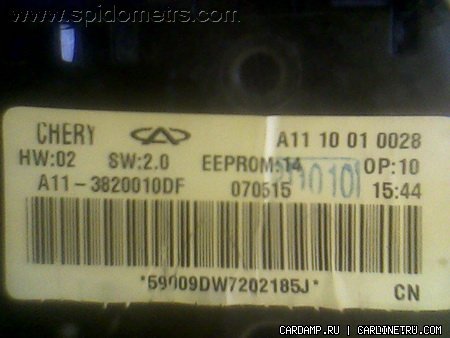 www.spidometrs.com
CHERY A11 10 01 0028
HW:02 SW:2.0 EEPROM:14 OP:10
A11-3820010DF 070515 15:44
*59009DW7202185J* CN
CARDAMP.RU | CARDINETRU.COM